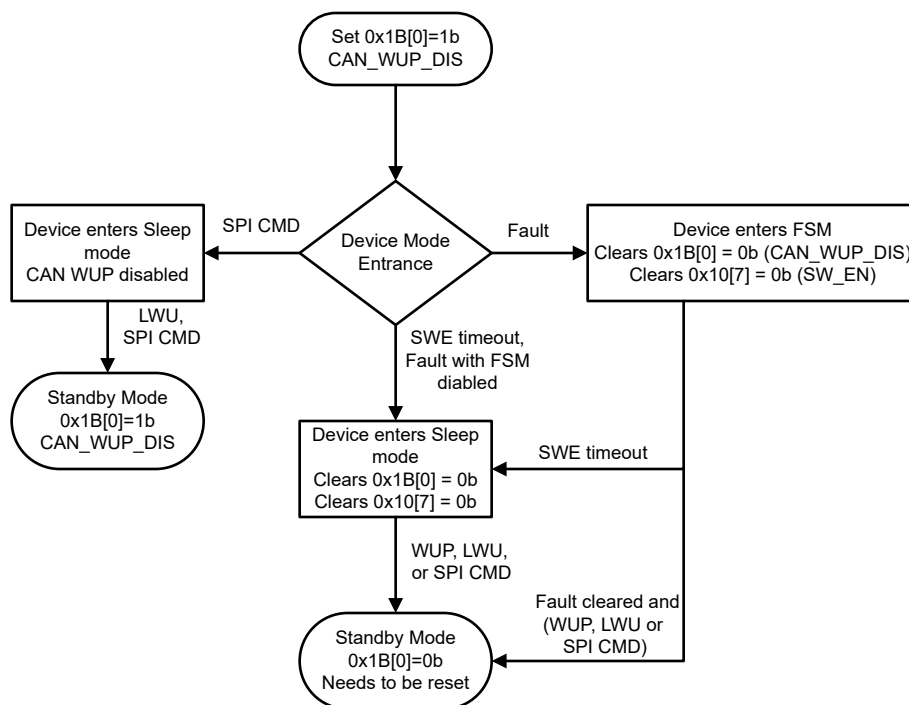 Set 0x1B[0]=1b
CAN_WUP_DIS
Device Mode
Entrance
SPI CMD
Fault
Device enters Sleep
mode
CAN WUP disabled
Device enters FSM
Clears 0x1B[0] = 0b (CAN_WUP_DIS)
Clears 0x10[7] = 0b (SW_EN)
LWU,
SPI CMD
SWE timeout,
Fault with FSM
diabled
Standby Mode
0x1B[0]=1b
CAN_WUP_DIS
Device enters Sleep
mode
Clears 0x1B[0] = 0b
Clears 0x10[7] = 0b
SWE timeout
WUP, LWU,
or SPI CMD
Fault cleared and
(WUP, LWU or
SPI CMD)
Standby Mode
0x1B[0]=0b
Needs to be reset